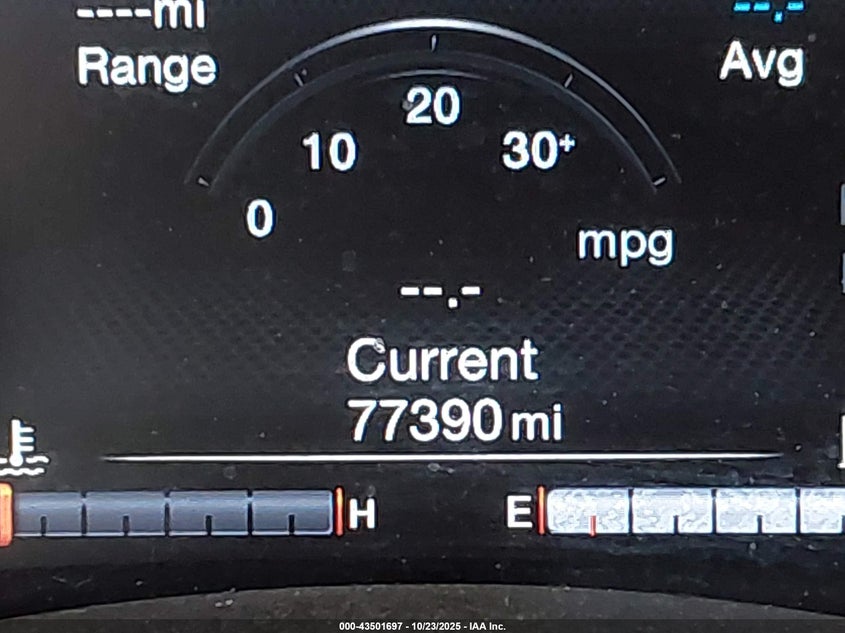 ----mi
--.-
Range
Avg
20
10
30+
0
mpg
--.-
Current
77390 mi
H
E
000-43501697 - 10/23/2025 - IAA Inc.